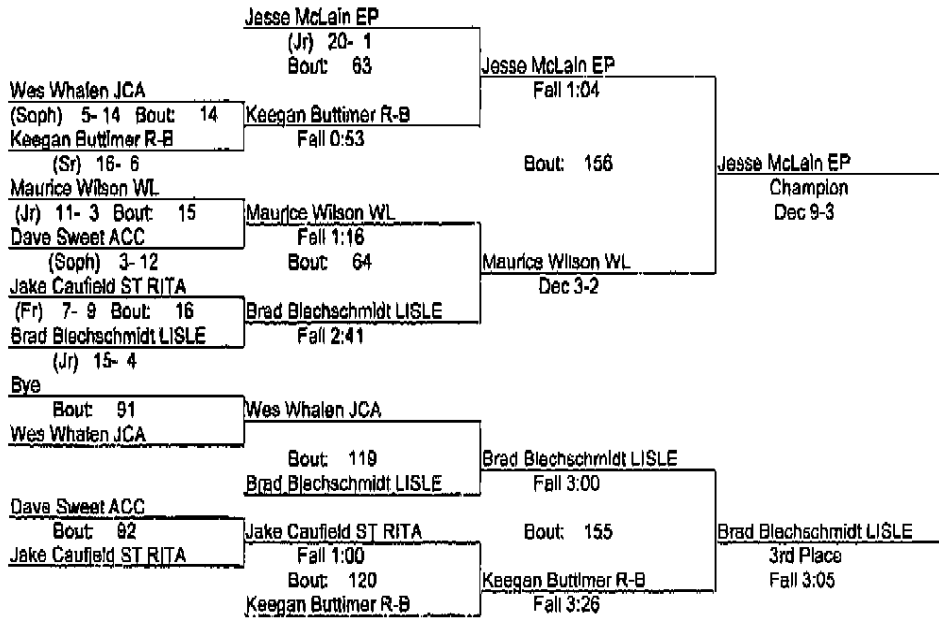 Jesse McLain EP
(Jr) 20- 1
Bout: 63
Jesse McLain EP
Fall 1:04
Wes Whalen JCA
(Soph) 5- 14 Bout: 14
Keegan Buttimer R-B
Keegan Buttimer R-B
Fall 0:53
(Sr) 16- 6
Bout: 156
Jesse McLain EP
Champion
Dec 9-3
Maurice Wilson WL
(Jr) 11- 3 Bout: 15
Maurice Wilson WL
Dave Sweet ACC
Fall 1:16
(Soph) 3- 12
Bout: 64
Maurice Wilson WL
Dec 3-2
Jake Caufield ST RITA
(Fr) 7- 9 Bout: 16
Brad Blechschmidt LISLE
Brad Blechschmidt LISLE
Fall 2:41
(Jr) 15- 4
Bye
Bout: 91
Wes Whalen JCA
Wes Whalen JCA
Bout: 119
Brad Blechschmidt LISLE
Brad Blechschmidt LISLE
Fall 3:00
Dave Sweet ACC
Bout: 92
Jake Caufield ST RITA
Jake Caufield ST RITA
Fall 1:00
Bout: 155
Brad Blechschmidt LISLE
3rd Place
Fall 3:05
Bout: 120
Keegan Buttimer R-B
Keegan Buttimer R-B
Fall 3:26